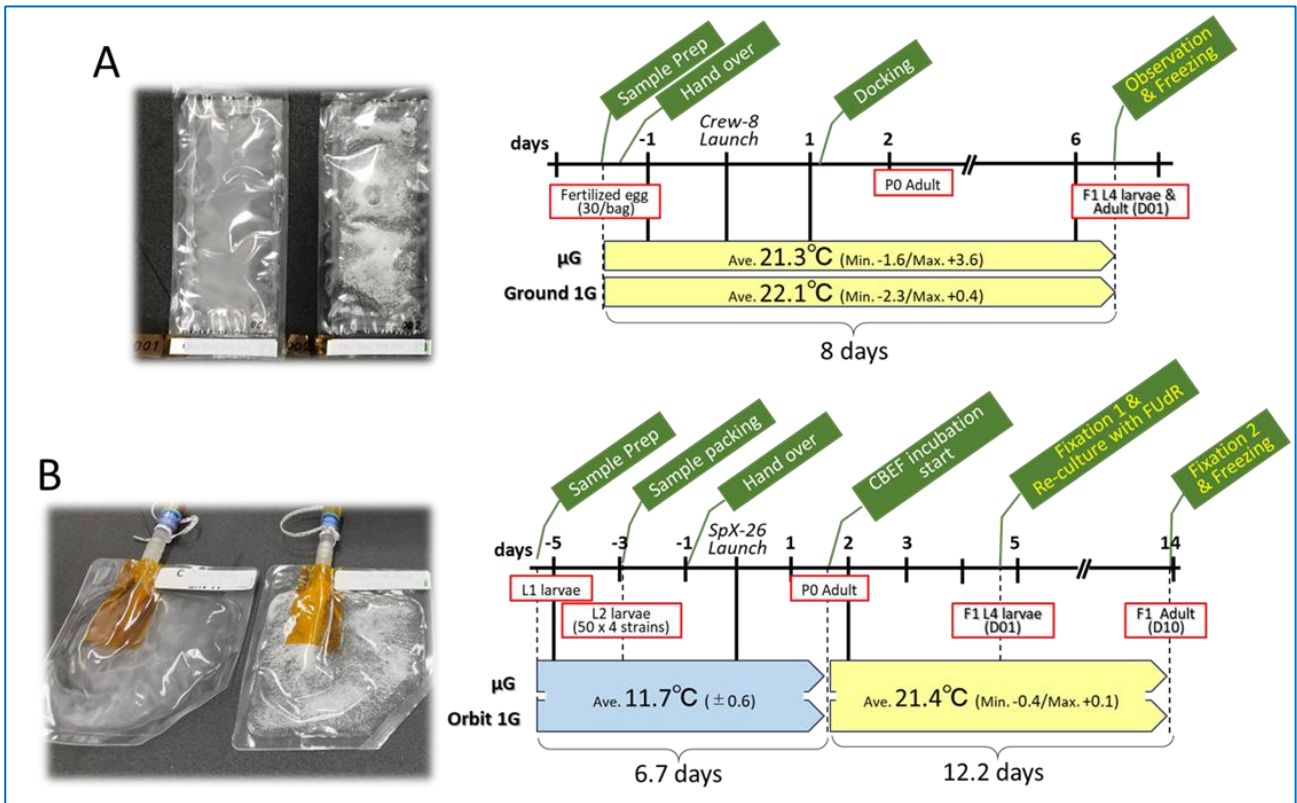 A
Sample Prep
Hand over
Docking
Observation
& Freezing
Crew-8
Launch
days
-1
1
2
6
Fertilized egg
(30/bag)
P0 Adult
F1 L4 larvae &
Adult (D01)
μG
Ave. 21.3℃ (Min. -1.6/Max. +3.6)
Ground 1G
Ave. 22.1℃ (Min. -2.3/Max. +0.4)
8 days
001
002
002
B
Sample Prep
Sample packing
Hand over
CBEF incubation
start
Fixation 1 &
Re-culture with FUdR
Fixation 2
& Freezing
SpX-26
Launch
days
-5
-3
-1
1
2
3
5
14
L1 larvae
L2 larvae
(50 x 4 strains)
P0 Adult
F1 L4 larvae
(D01)
F1 Adult
(D10)
μG
Orbit 1G
Ave. 11.7℃ (±0.6)
Ave. 21.4℃ (Min. -0.4/Max. +0.1)
6.7 days
12.2 days
C